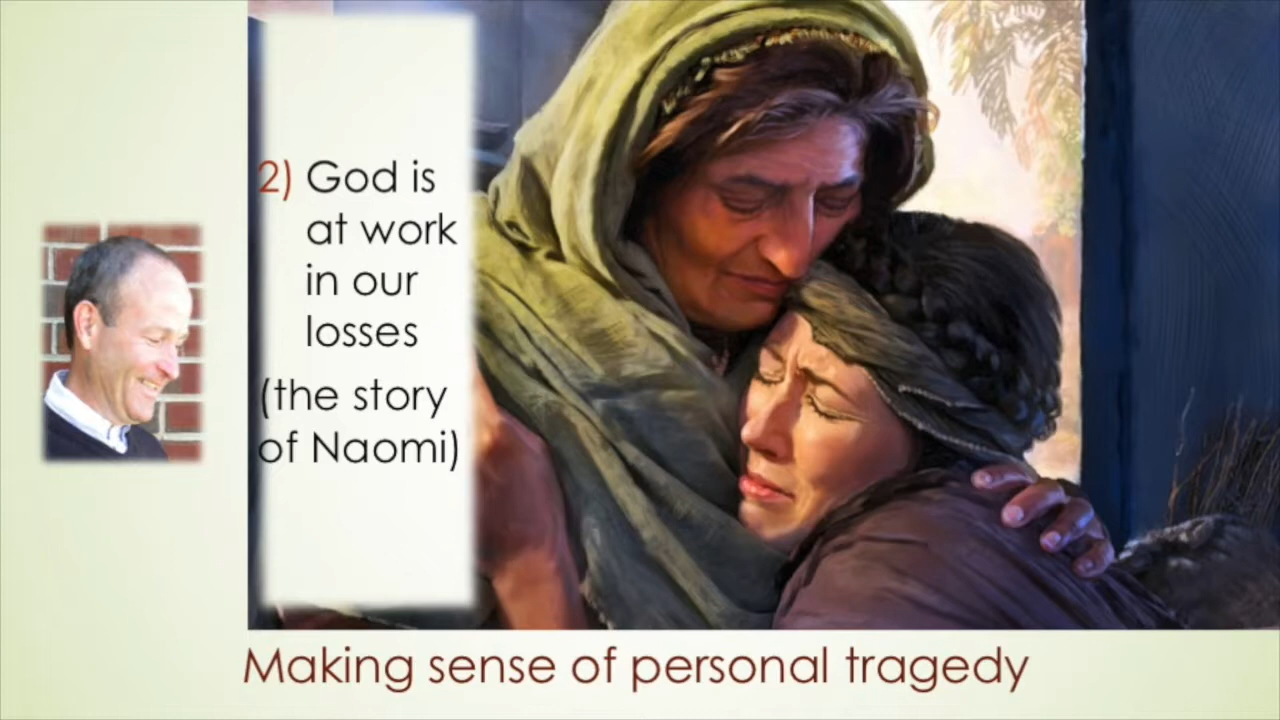 2) God is
at work
in our
losses
(the story
of Naomi)
Making sense of personal tragedy